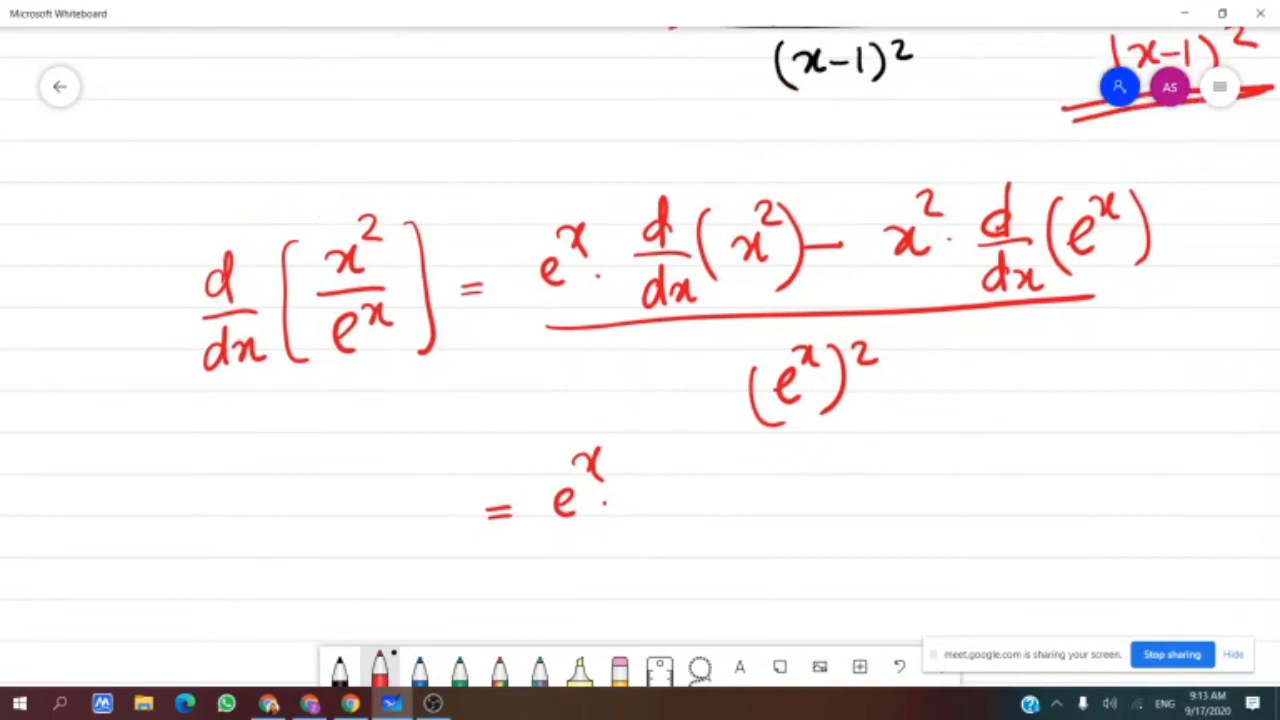 Microsoft Whiteboard
(x-1)²
(x-1)²
AS
d/dx [x²/eˣ] = (eˣ · d/dx (x²) - x² · d/dx (eˣ)) / (eˣ)²
= eˣ ·
meet.google.com is sharing your screen. Stop sharing Hide
A
ENG
9:13 AM
9/17/2020